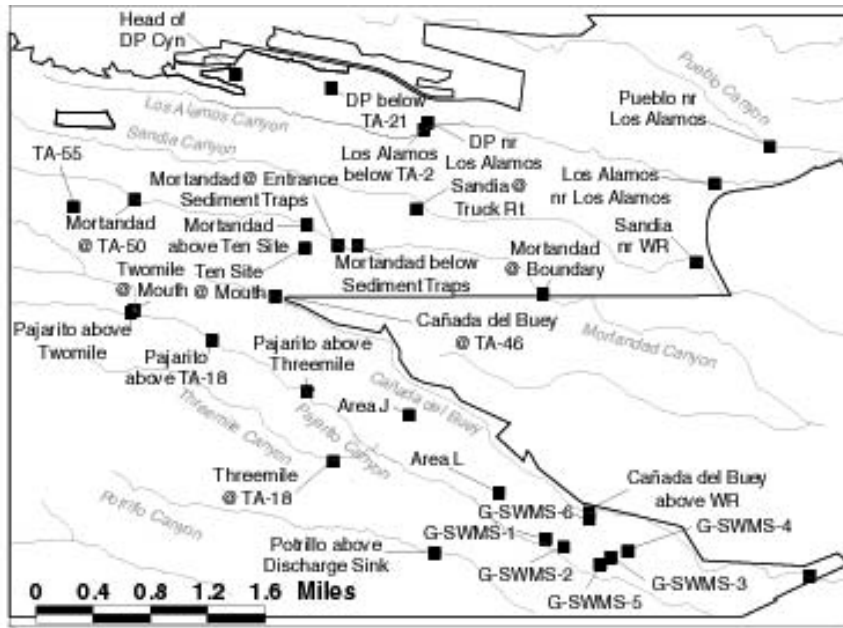 Head of
DP Cyn
DP below
TA-21
Pueblo Canyon
Pueblo nr
Los Alamos
Los Alamos Canyon
Sandia Canyon
DP nr
Los Alamos
Los Alamos
below TA-2
TA-55
Mortandad @ Entrance
Sediment Traps
Sandia @
Truck Rt
Los Alamos
nr Los Alamos
Mortandad
@ TA-50
Mortandad
above Ten Site
Sandia
nr WR
Mortandad
@ Boundary
Mortandad below
Sediment Traps
Twomile
@ Mouth
Ten Site
@ Mouth
Cañada del Buey
@ TA-46
Mortandad Canyon
Pajarito above
Twomile
Pajarito
above TA-18
Pajarito above
Threemile
Cañada del Buey
Area J
Threemile Canyon
Pajarito Canyon
Area L
Threemile
@ TA-18
Cañada del Buey
above WR
Potrillo Canyon
G-SWMS-6
G-SWMS-1
G-SWMS-4
Potrillo above
Discharge Sink
G-SWMS-2
G-SWMS-3
G-SWMS-5
0 0.4 0.8 1.2 1.6 Miles